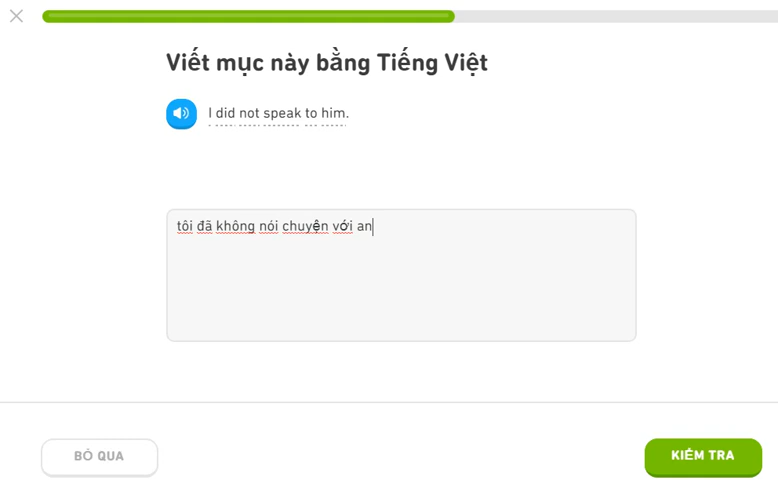 Viết mục này bằng Tiếng Việt
I did not speak to him.
tôi đã không nói chuyện với an
BỎ QUA
KIỂM TRA